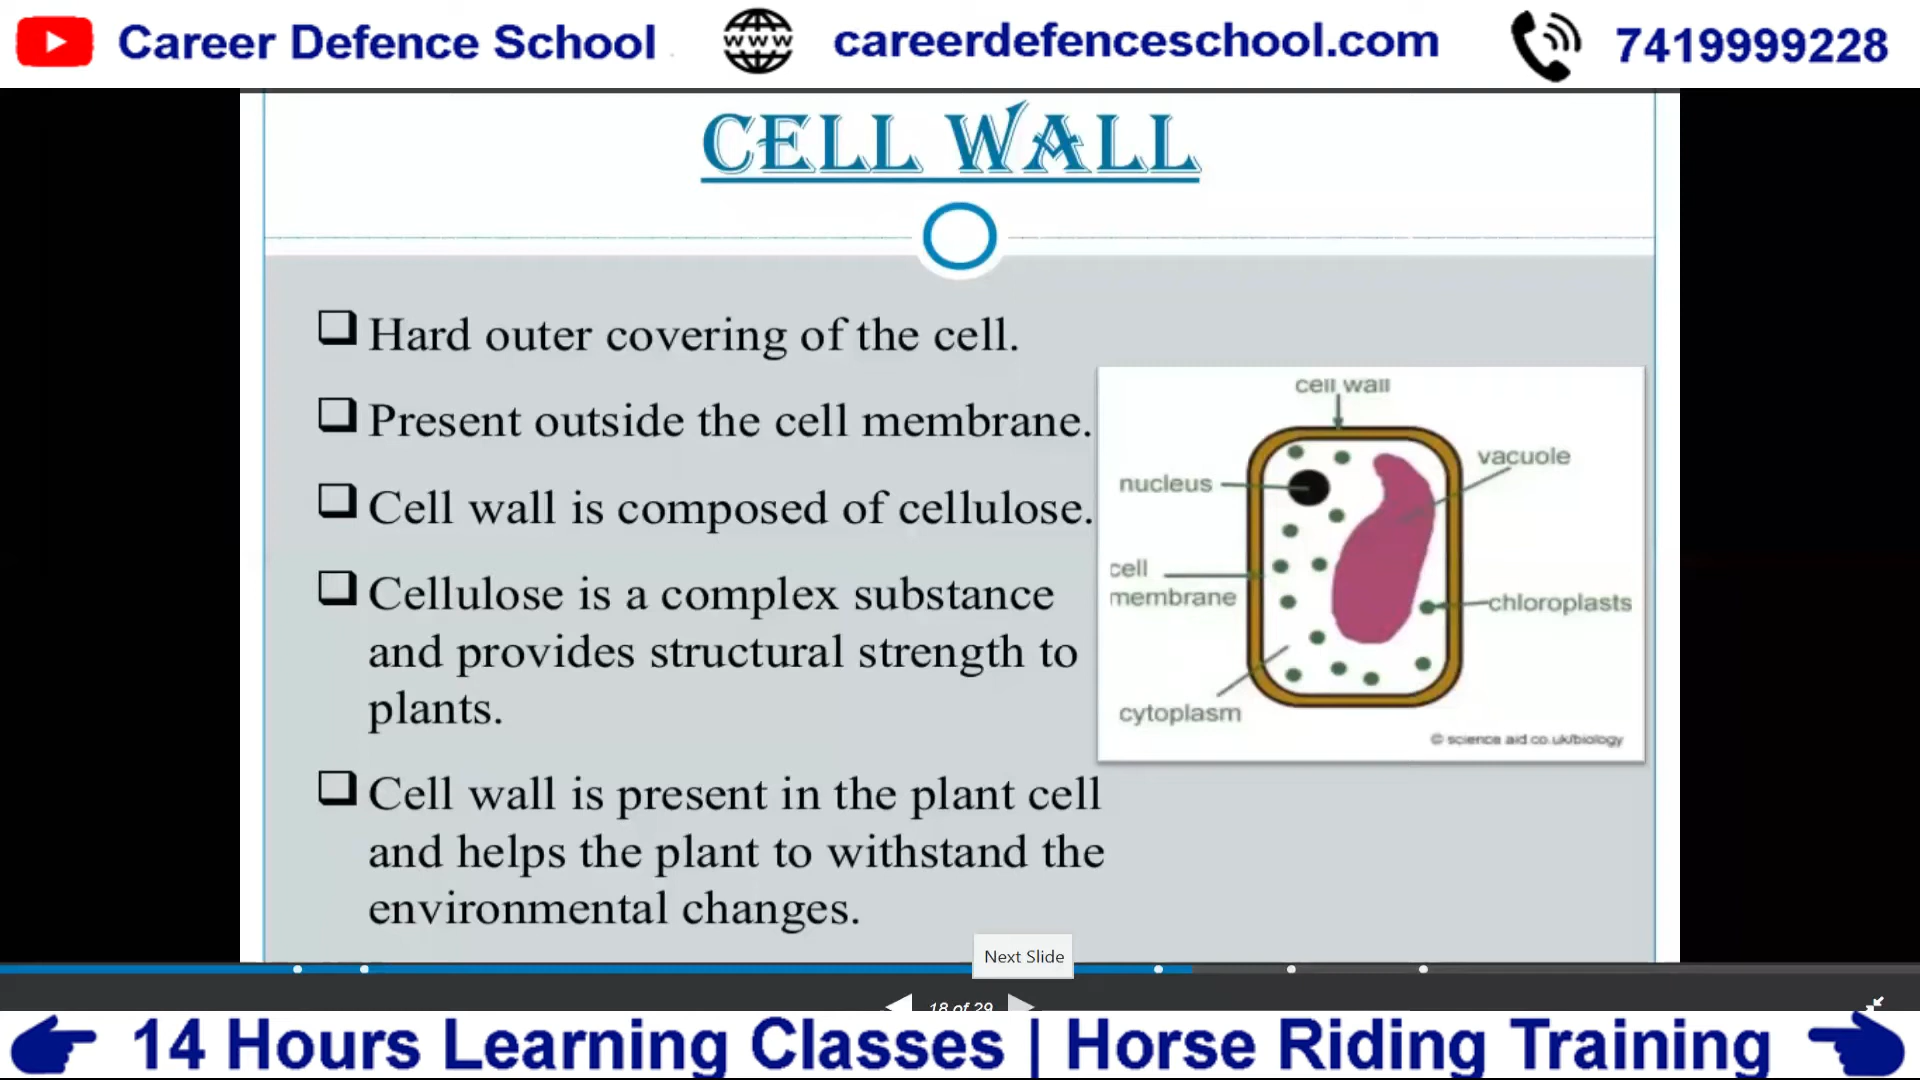 Career Defence School
www
careerdefenceschool.com
7419999228
CELL WALL
Hard outer covering of the cell.
Present outside the cell membrane.
Cell wall is composed of cellulose.
Cellulose is a complex substance
and provides structural strength to
plants.
Cell wall is present in the plant cell
and helps the plant to withstand the
environmental changes.
cell wall
vacuole
nucleus
cell
membrane
chloroplasts
cytoplasm
© science aid.co.uk/biology
Next Slide
18 of 29
14 Hours Learning Classes | Horse Riding Training